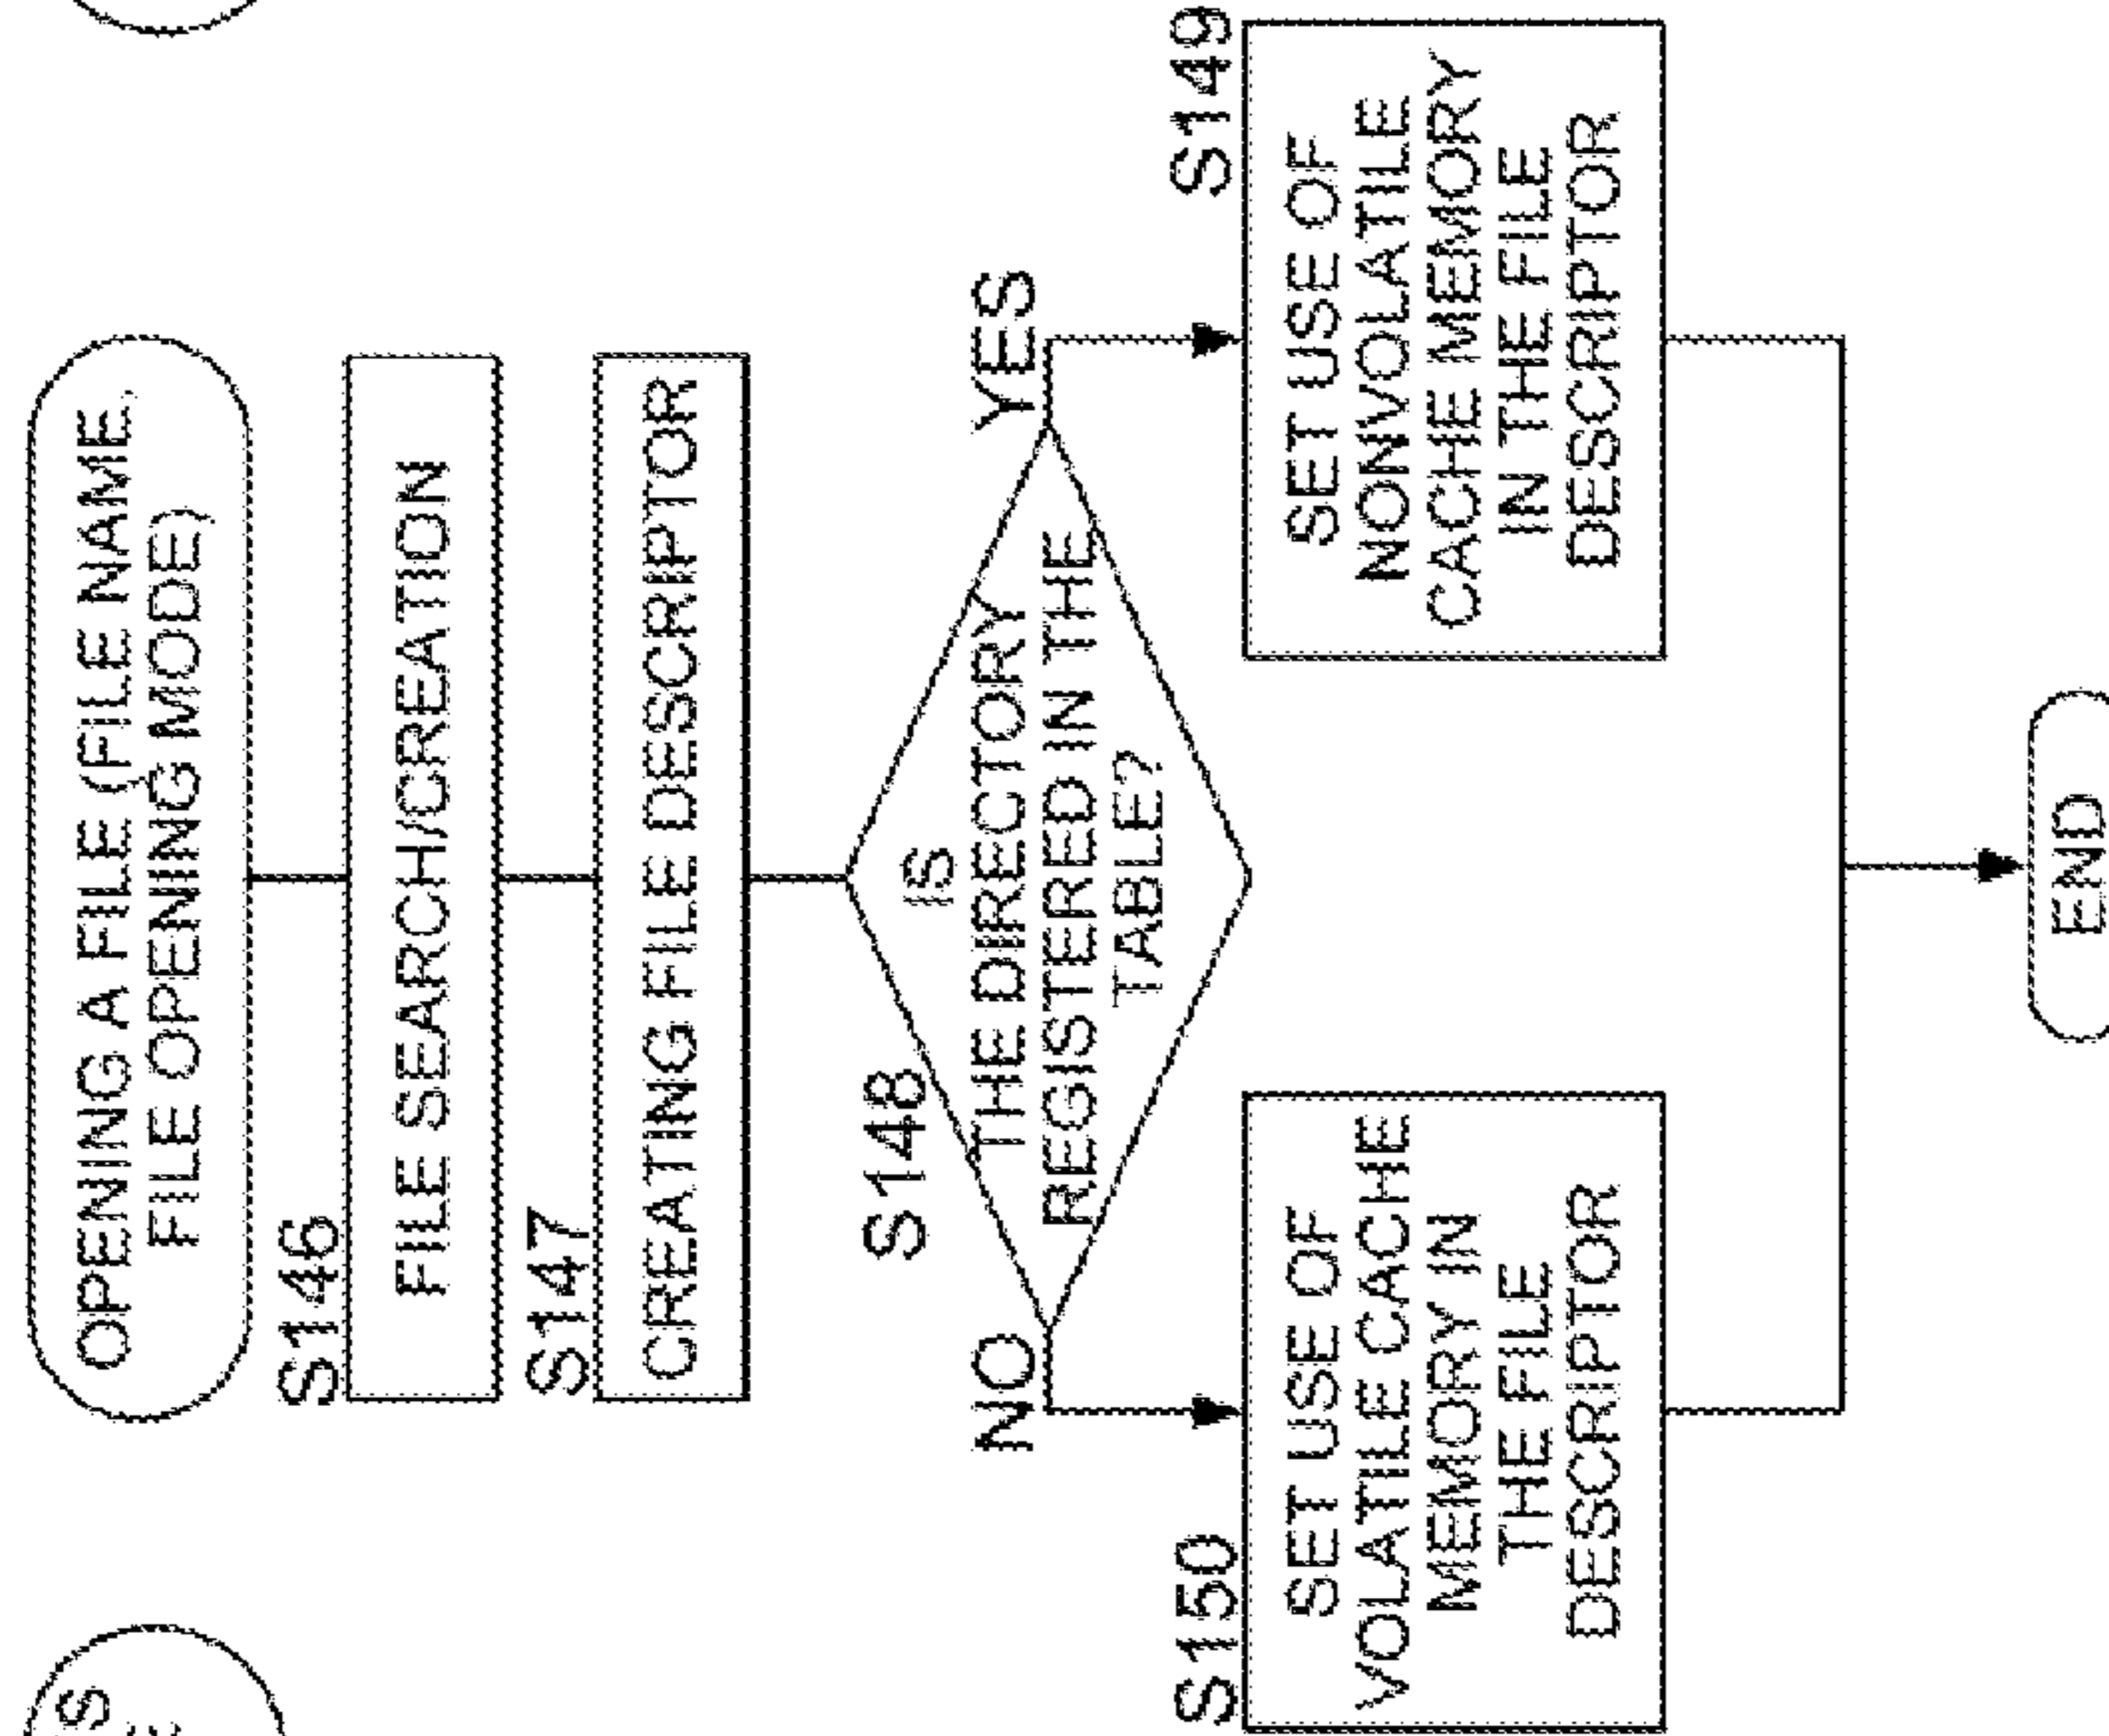 OPENING A FILE (FILE NAME,
FILE OPENING MODE)
S146
FILE SEARCH/CREATION
S147
CREATING FILE DESCRIPTOR
S148
IS
THE DIRECTORY
REGISTERED IN THE
TABLE?
NO
YES
S150
SET USE OF
VOLATILE CACHE
MEMORY IN
THE FILE
DESCRIPTOR
S149
SET USE OF
NONVOLATILE
CACHE MEMORY
IN THE FILE
DESCRIPTOR
END